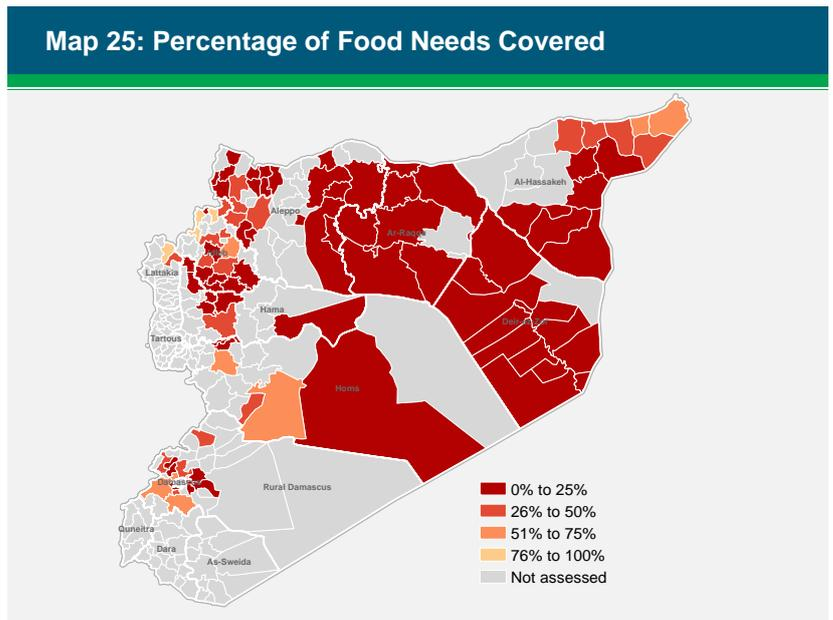 Map 25: Percentage of Food Needs Covered
Al-Hassakeh
Aleppo
Ar-Raqqa
Lattakia
Hama
Deir-ez-Zor
Tartous
Homs
Damascus
Rural Damascus
Quneitra
Dara
As-Sweida
0% to 25%
26% to 50%
51% to 75%
76% to 100%
Not assessed